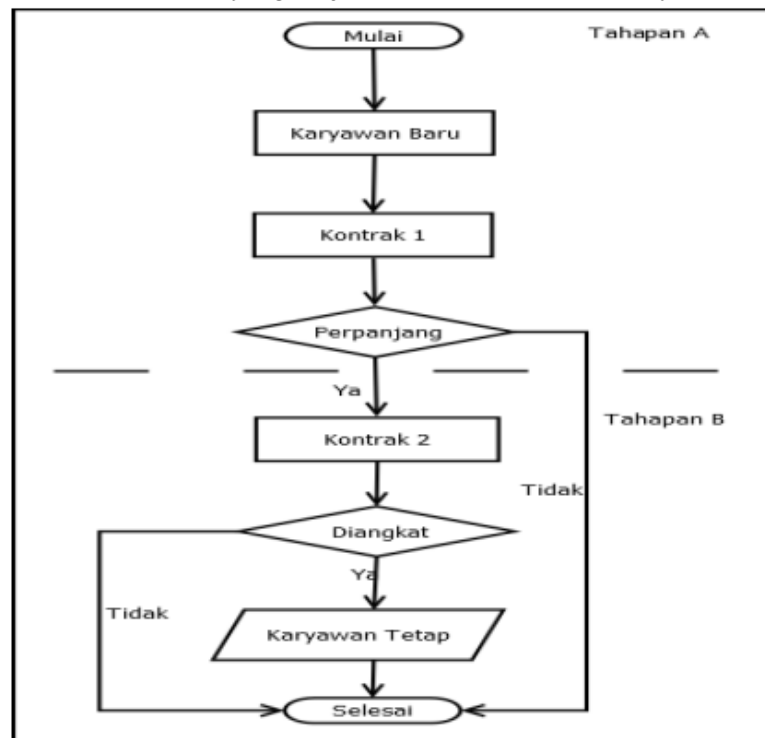 Mulai
Tahapan A
Karyawan Baru
Kontrak 1
Perpanjang
Ya
Tahapan B
Kontrak 2
Tidak
Diangkat
Ya
Tidak
Karyawan Tetap
Selesai